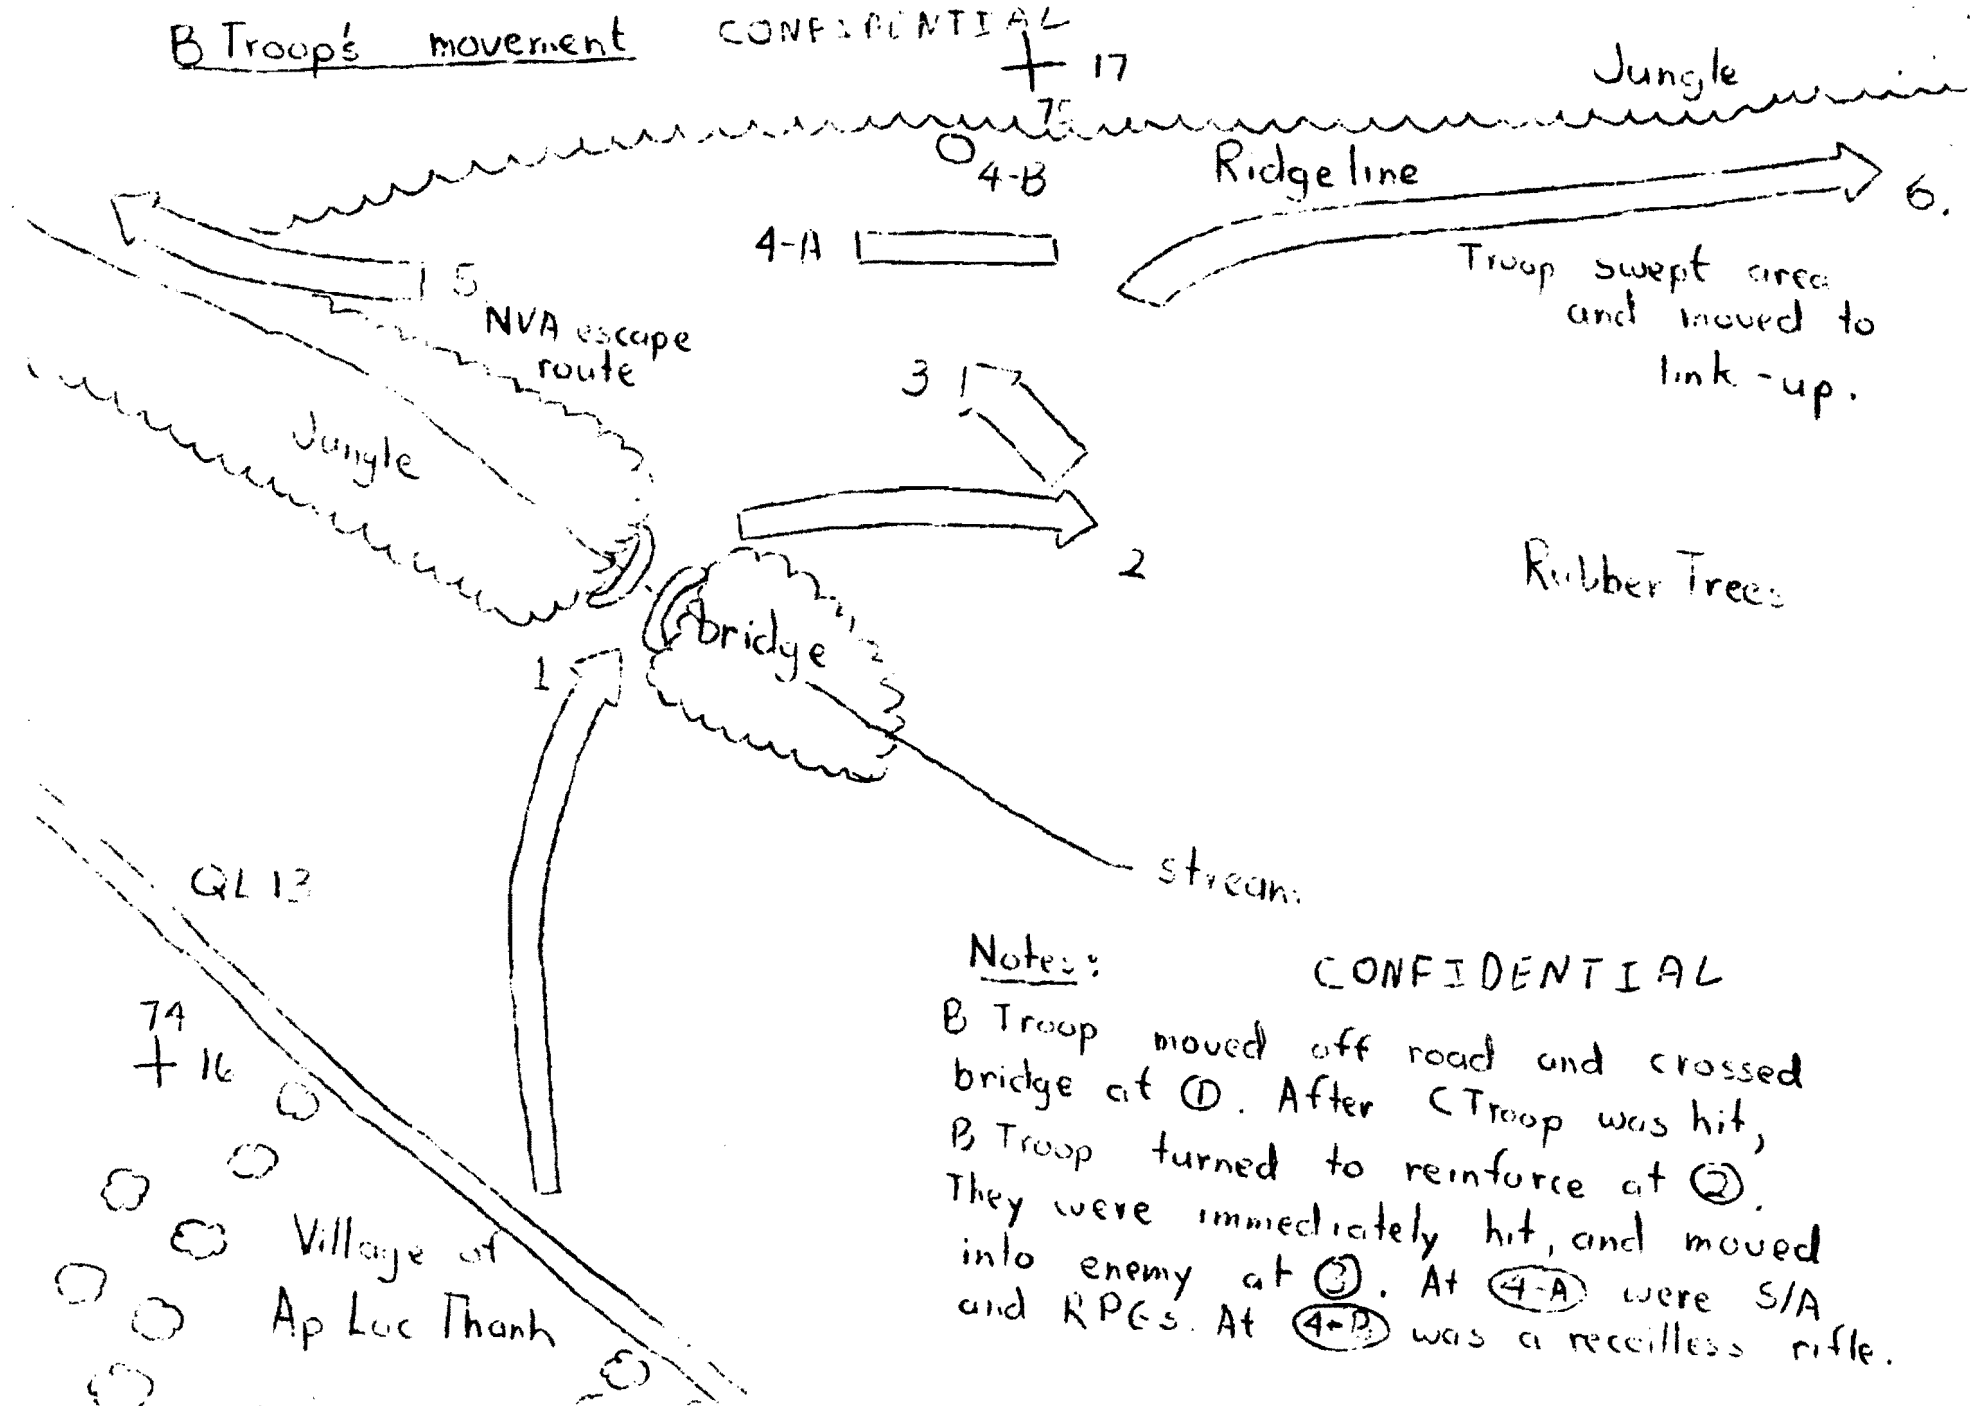 B Troop's movement CONFIDENTIAL
17
75
Jungle
4-B
Ridgeline
6.
4-A
Troop swept area
and moved to
link-up.
5
NVA escape
route
3
Jungle
2
Rubber Trees
bridge
1
stream
QL 13
74
16
Village of
Ap Luc Thanh
Notes:
CONFIDENTIAL
B Troop moved off road and crossed
bridge at ①. After C Troop was hit,
B Troop turned to reinforce at ②.
They were immediately hit, and moved
into enemy at ③. At 4-A were S/A
and RPGs. At 4-B was a recoilless rifle.